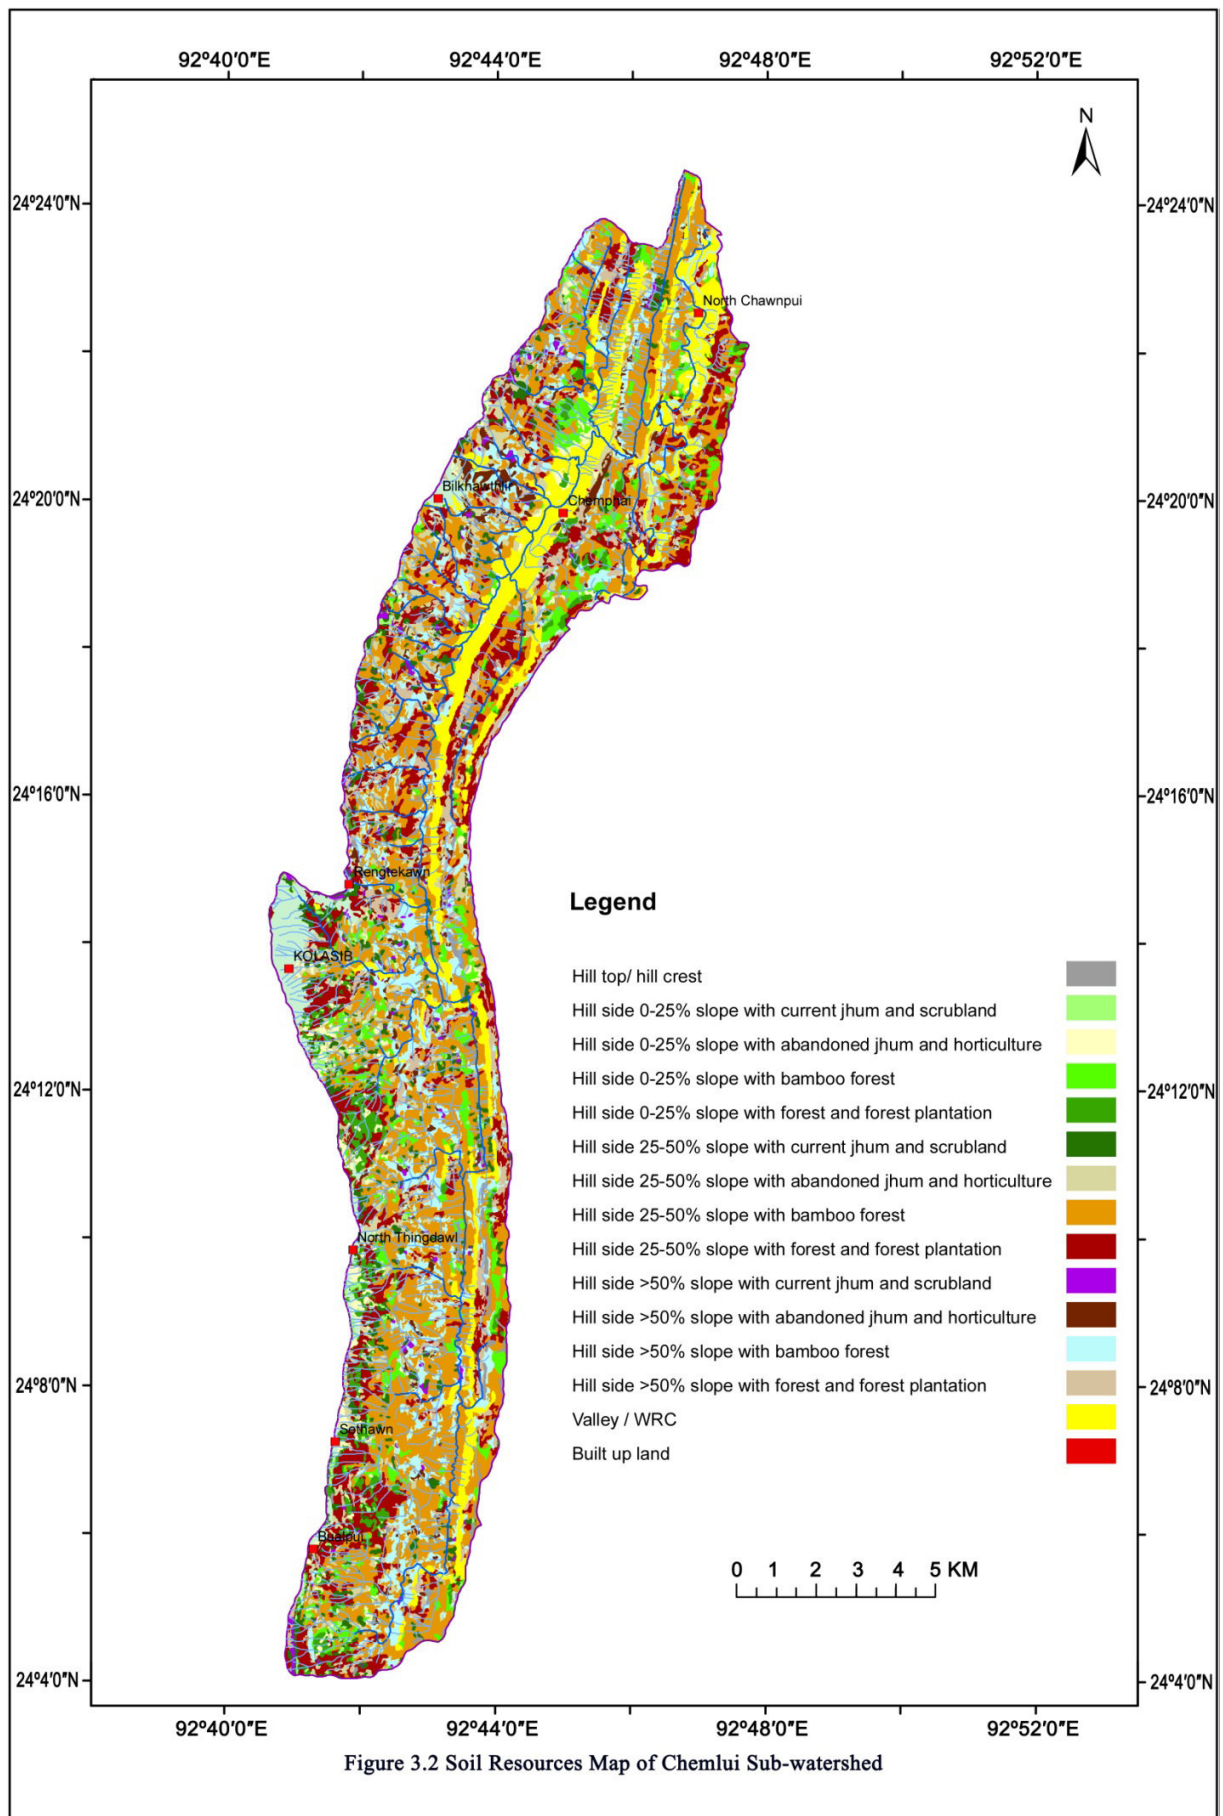 92°40'0"E 92°44'0"E 92°48'0"E 92°52'0"E
N
24°24'0"N 24°24'0"N
North Chawnpui
24°20'0"N 24°20'0"N
Bilkhawthlir
Chemphai
24°16'0"N 24°16'0"N
Rengtekawn
KOLASIB
24°12'0"N 24°12'0"N
North Thingdawl
24°8'0"N 24°8'0"N
Sethawn
Bualpui
24°4'0"N 24°4'0"N
Legend
Hill top/ hill crest
Hill side 0-25% slope with current jhum and scrubland
Hill side 0-25% slope with abandoned jhum and horticulture
Hill side 0-25% slope with bamboo forest
Hill side 0-25% slope with forest and forest plantation
Hill side 25-50% slope with current jhum and scrubland
Hill side 25-50% slope with abandoned jhum and horticulture
Hill side 25-50% slope with bamboo forest
Hill side 25-50% slope with forest and forest plantation
Hill side >50% slope with current jhum and scrubland
Hill side >50% slope with abandoned jhum and horticulture
Hill side >50% slope with bamboo forest
Hill side >50% slope with forest and forest plantation
Valley / WRC
Built up land
0 1 2 3 4 5 KM
92°40'0"E 92°44'0"E 92°48'0"E 92°52'0"E
Figure 3.2 Soil Resources Map of Chemlui Sub-watershed